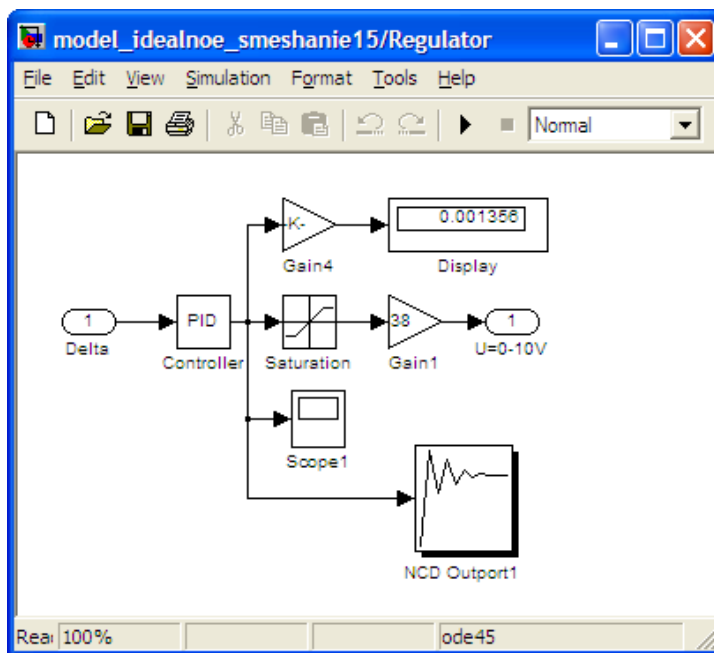 model_idealnoe_smeshanie15/Regulator
File Edit View Simulation Format Tools Help
Normal
K-
0.001356
Gain4
Display
1
PID
38
1
Delta
Controller
Saturation
Gain1
U=0-10V
Scope1
NCD Outport1
Rea 100% ode45